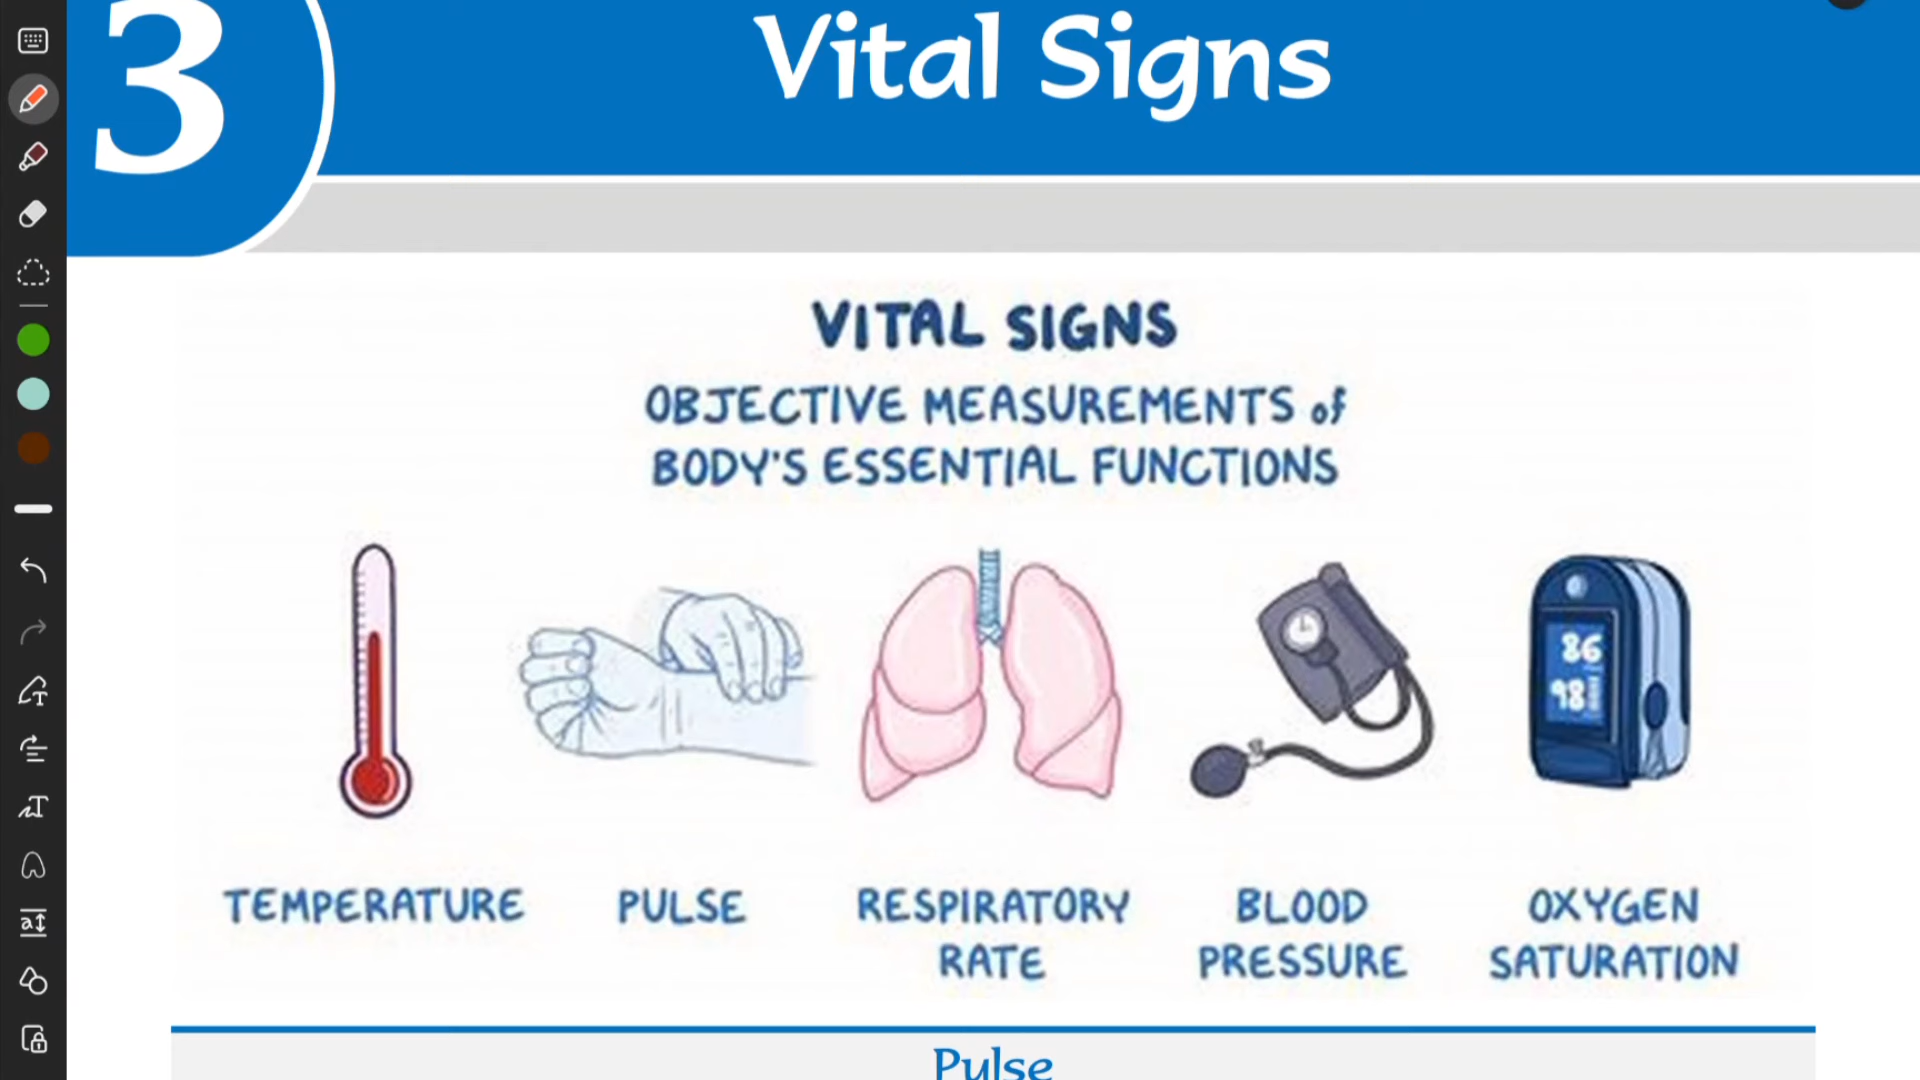 3
Vital Signs
VITAL SIGNS
OBJECTIVE MEASUREMENTS of
BODY'S ESSENTIAL FUNCTIONS
86
98
TEMPERATURE
PULSE
RESPIRATORY
RATE
BLOOD
PRESSURE
OXYGEN
SATURATION
Pulse